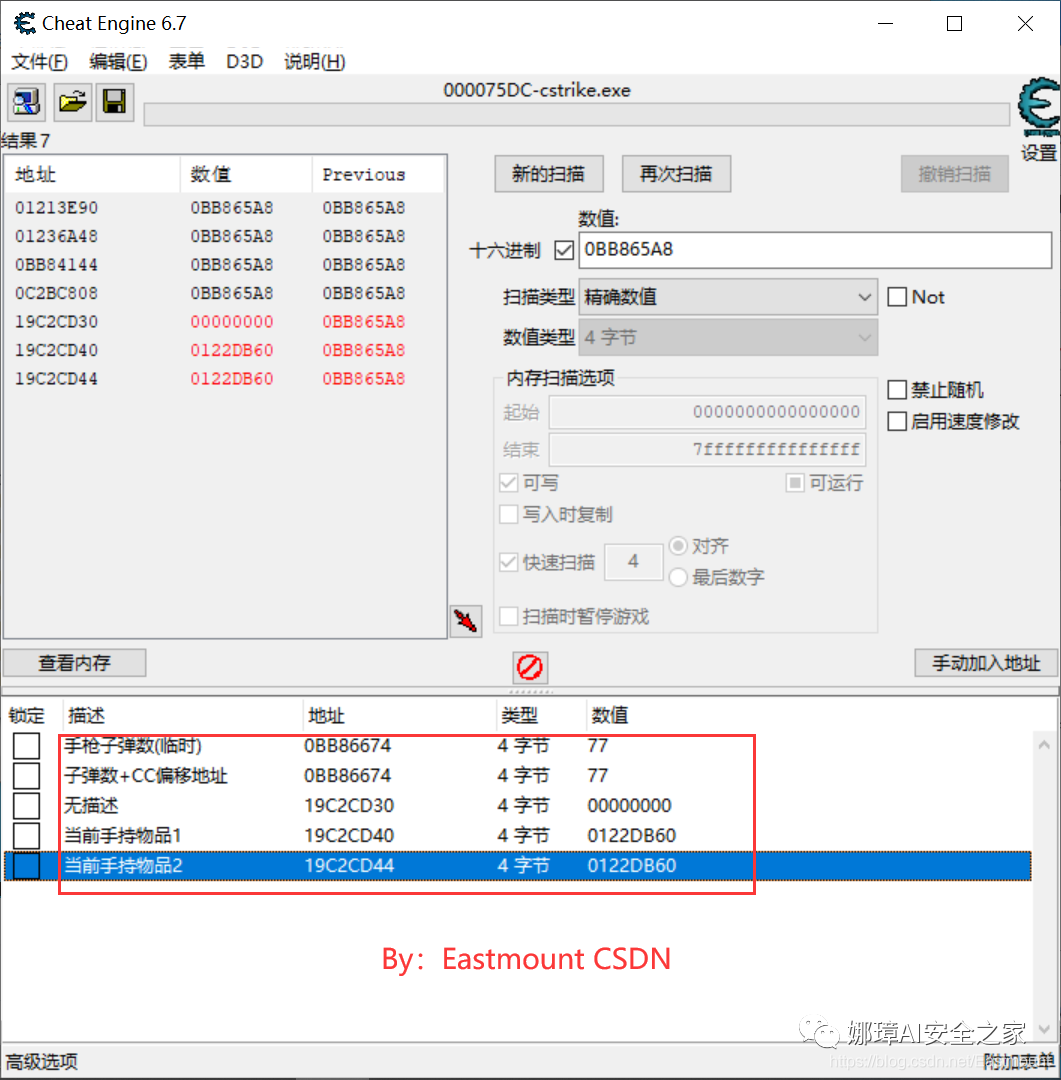 Cheat Engine 6.7
文件(F) 编辑(E) 表单 D3D 说明(H)
000075DC-cstrike.exe
设置
结果 7
地址 数值 Previous
01213E90 0BB865A8 0BB865A8
01236A48 0BB865A8 0BB865A8
0BB84144 0BB865A8 0BB865A8
0C2BC808 0BB865A8 0BB865A8
19C2CD30 00000000 0BB865A8
19C2CD40 0122DB60 0BB865A8
19C2CD44 0122DB60 0BB865A8
新的扫描 再次扫描 撤销扫描
数值:
十六进制 0BB865A8
扫描类型 精确数值 Not
数值类型 4 字节
内存扫描选项
起始 0000000000000000
结束 7fffffffffffffff
可写 可运行
写入时复制
快速扫描 4 对齐
最后数字
扫描时暂停游戏
禁止随机
启用速度修改
查看内存 手动加入地址
锁定 描述 地址 类型 数值
手枪子弹数(临时) 0BB86674 4 字节 77
子弹数+CC偏移地址 0BB86674 4 字节 77
无描述 19C2CD30 4 字节 00000000
当前手持物品1 19C2CD40 4 字节 0122DB60
当前手持物品2 19C2CD44 4 字节 0122DB60
By：Eastmount CSDN
娜璋AI安全之家
高级选项 附加表单